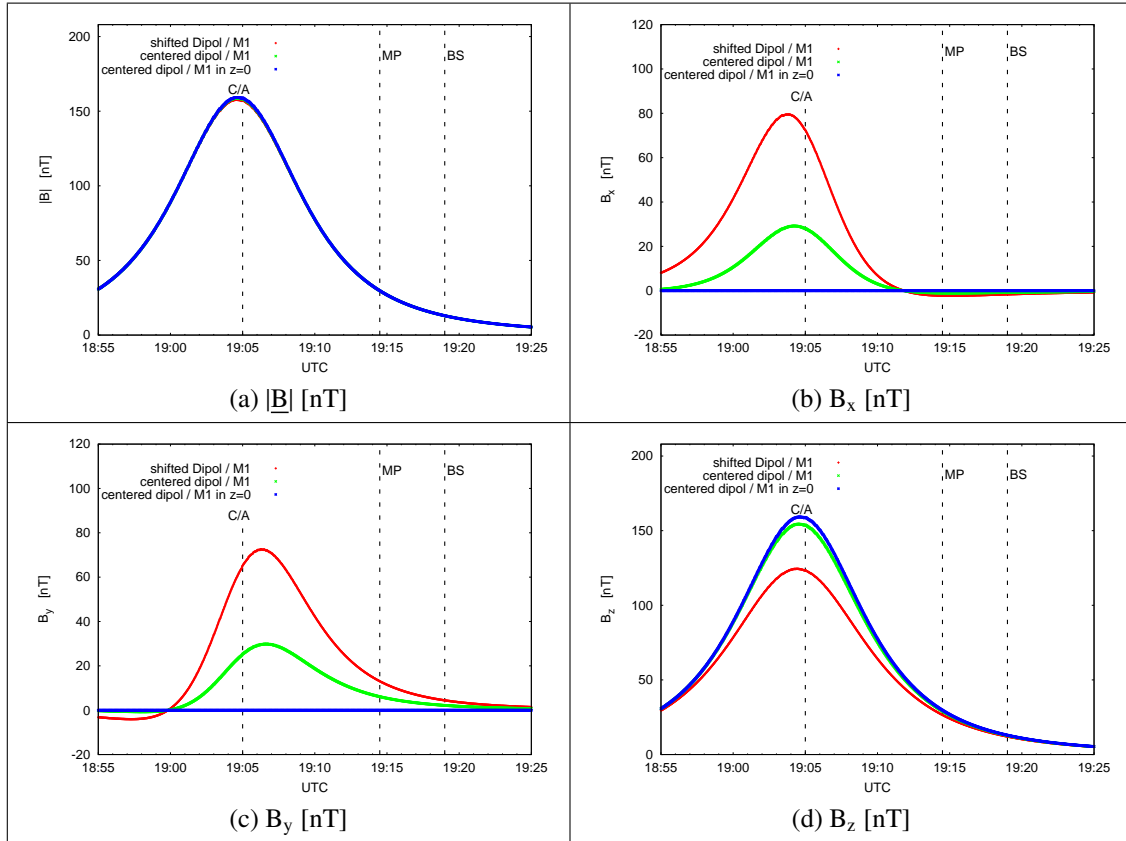 200
150
100
50
0
|B| [nT]
shifted Dipol / M1
centered dipol / M1
centered dipol / M1 in z=0
C/A
MP
BS
18:55 19:00 19:05 19:10 19:15 19:20 19:25
UTC
(a) |B| [nT]
120
100
80
60
40
20
0
-20
Bx [nT]
shifted Dipol / M1
centered dipol / M1
centered dipol / M1 in z=0
C/A
MP
BS
18:55 19:00 19:05 19:10 19:15 19:20 19:25
UTC
(b) Bx [nT]
120
100
80
60
40
20
0
-20
By [nT]
shifted Dipol / M1
centered dipol / M1
centered dipol / M1 in z=0
C/A
MP
BS
18:55 19:00 19:05 19:10 19:15 19:20 19:25
UTC
(c) By [nT]
200
150
100
50
0
Bz [nT]
shifted Dipol / M1
centered dipol / M1
centered dipol / M1 in z=0
C/A
MP
BS
18:55 19:00 19:05 19:10 19:15 19:20 19:25
UTC
(d) Bz [nT]